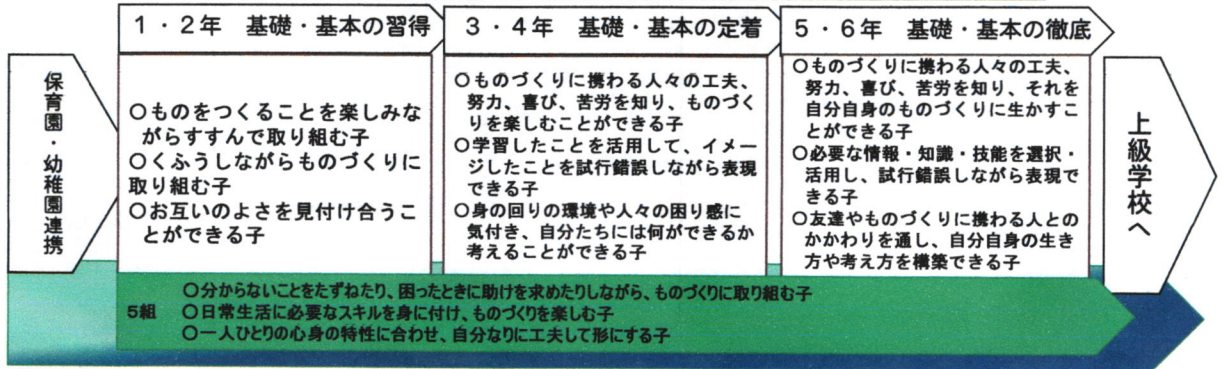 保育園・幼稚園連携
1・2年　基礎・基本の習得
○ものをつくることを楽しみな
がらすすんで取り組む子
○くふうしながらものづくりに
取り組む子
○お互いのよさを見付け合うこ
とができる子
3・4年　基礎・基本の定着
○ものづくりに携わる人々の工夫、
努力、喜び、苦労を知り、ものづく
りを楽しむことができる子
○学習したことを活用して、イメー
ジしたことを試行錯誤しながら表現
できる子
○身の回りの環境や人々の困り感に
気付き、自分たちには何ができるか
考えることができる子
5・6年　基礎・基本の徹底
○ものづくりに携わる人々の工夫、
努力、喜び、苦労を知り、それを
自分自身のものづくりに生かすこ
とができる子
○必要な情報・知識・技能を選択・
活用し、試行錯誤しながら表現で
きる子
○友達やものづくりに携わる人との
かかわりを通し、自分自身の生き
方や考え方を構築できる子
上級学校へ
○分からないことをたずねたり、困ったときに助けを求めたりしながら、ものづくりに取り組む子
5組　○日常生活に必要なスキルを身に付け、ものづくりを楽しむ子
○一人ひとりの心身の特性に合わせ、自分なりに工夫して形にする子